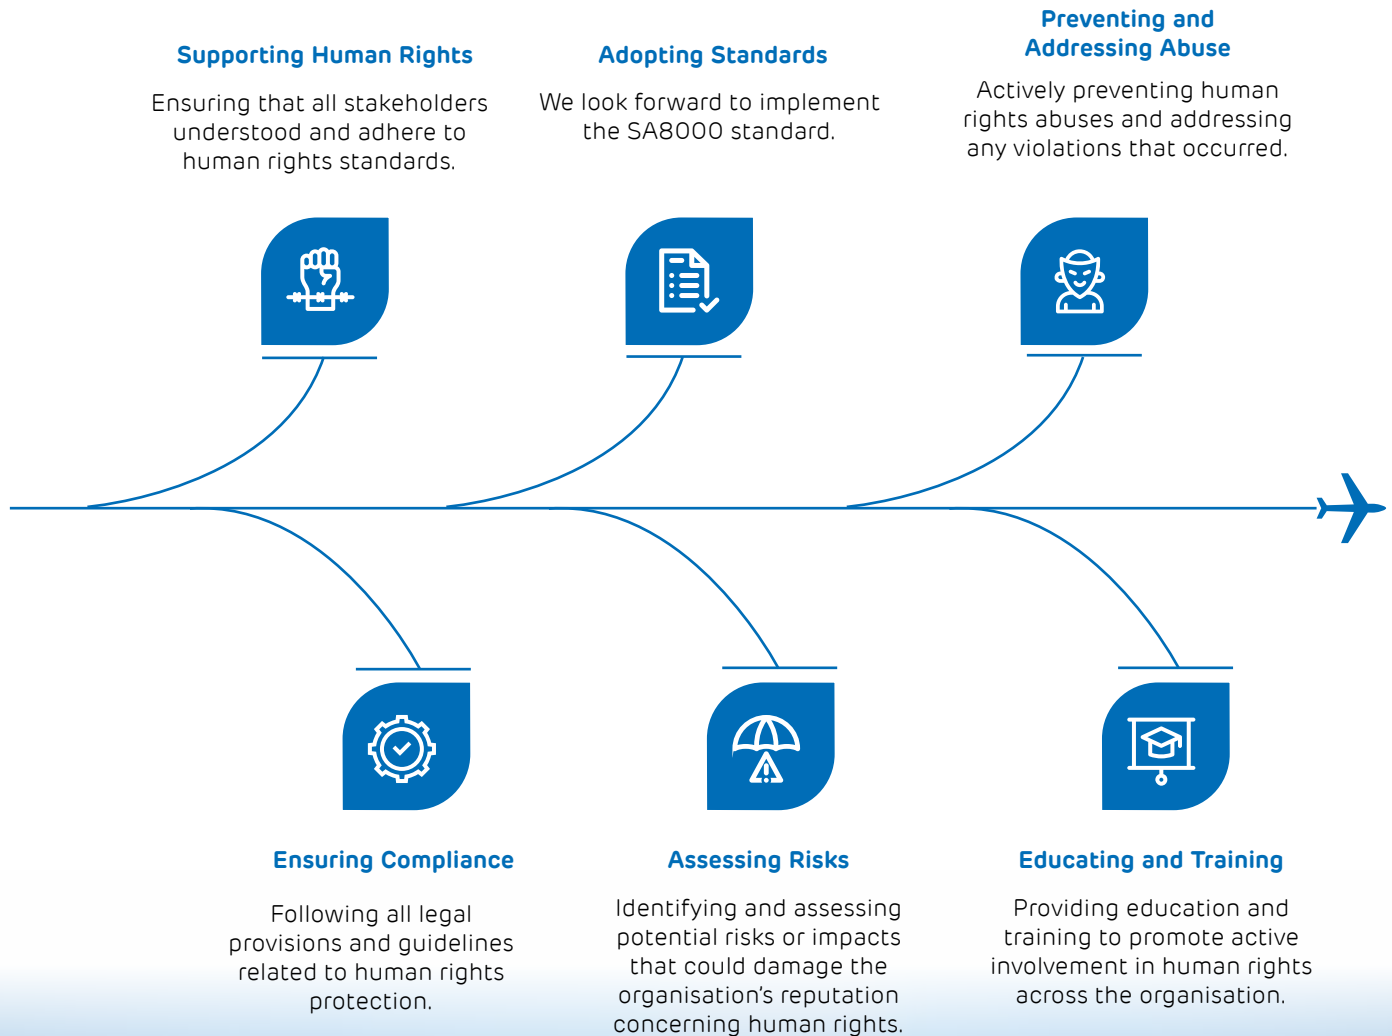 Supporting Human Rights
Ensuring that all stakeholders
understood and adhere to
human rights standards.
Adopting Standards
We look forward to implement
the SA8000 standard.
Preventing and
Addressing Abuse
Actively preventing human
rights abuses and addressing
any violations that occurred.
Ensuring Compliance
Following all legal
provisions and guidelines
related to human rights
protection.
Assessing Risks
Identifying and assessing
potential risks or impacts
that could damage the
organisation's reputation
concerning human rights.
Educating and Training
Providing education and
training to promote active
involvement in human rights
across the organisation.